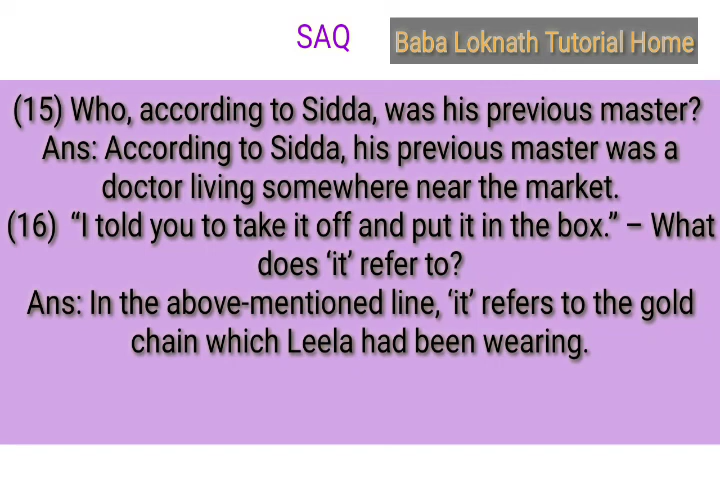 SAQ
Baba Loknath Tutorial Home
(15) Who, according to Sidda, was his previous master?
Ans: According to Sidda, his previous master was a
doctor living somewhere near the market.
(16) “I told you to take it off and put it in the box.” – What
does ‘it’ refer to?
Ans: In the above-mentioned line, ‘it’ refers to the gold
chain which Leela had been wearing.